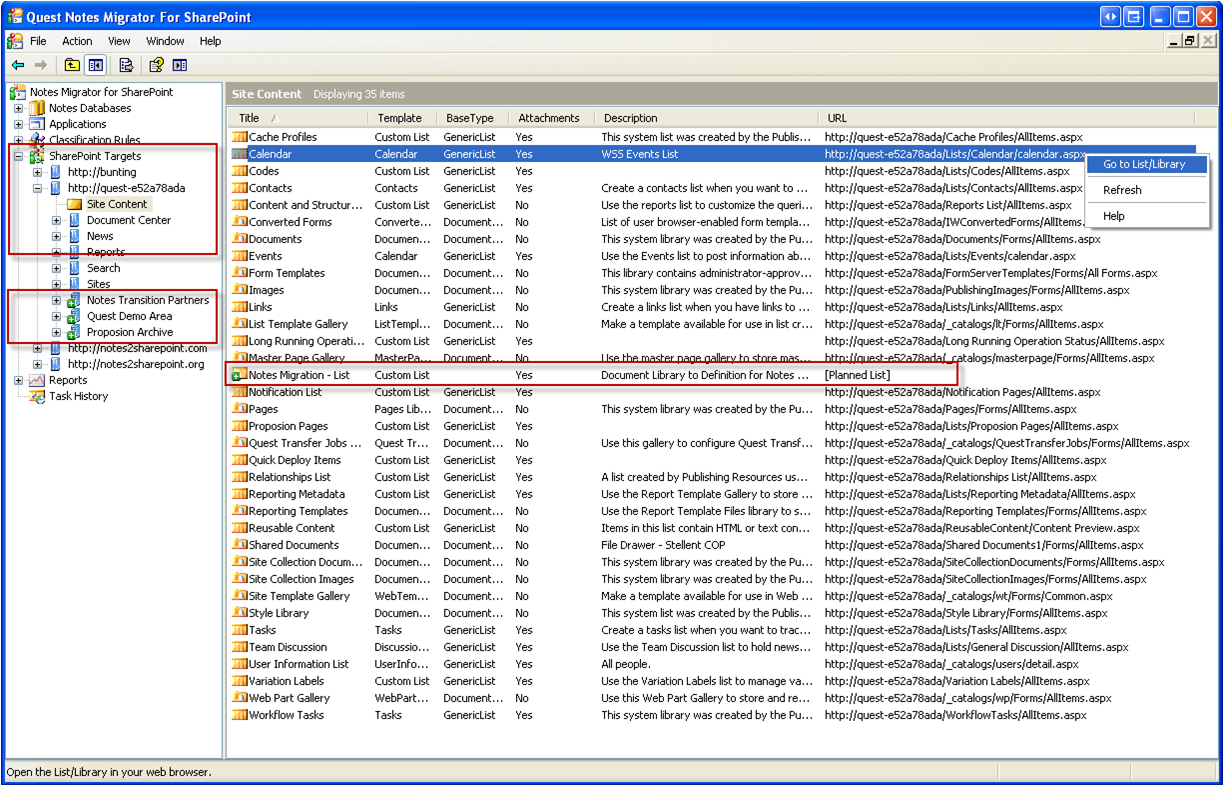 Quest Notes Migrator For SharePoint
File Action View Window Help
Notes Migrator for SharePoint
Notes Databases
Applications
Classification Rules
SharePoint Targets
http://bunting
http://quest-e52a78ada
Site Content
Document Center
News
Reports
Search
Sites
Notes Transition Partners
Quest Demo Area
Proposion Archive
http://notes2sharepoint.com
http://notes2sharepoint.org
Reports
Task History
Site Content Displaying 35 items
Title Template BaseType Attachments Description URL
Cache Profiles Custom List GenericList Yes This system list was created by the Publis... http://quest-e52a78ada/Cache Profiles/AllItems.aspx
Calendar Calendar GenericList Yes WSS Events List http://quest-e52a78ada/Lists/Calendar/calendar.aspx
Codes Custom List GenericList Yes http://quest-e52a78ada/Lists/Codes/AllItems.aspx
Contacts Contacts GenericList Yes Create a contacts list when you want to ... http://quest-e52a78ada/Lists/Contacts/AllItems.aspx
Content and Structur... Custom List GenericList No Use the reports list to customize the queri... http://quest-e52a78ada/Reports List/AllItems.aspx
Converted Forms Converte... GenericList No List of user browser-enabled form templa... http://quest-e52a78ada/IWConvertedForms/AllItems.
Documents Documen... Document... No This system library was created by the Pu... http://quest-e52a78ada/Documents/Forms/AllItems.aspx
Events Calendar GenericList Yes Use the Events list to post information ab... http://quest-e52a78ada/Lists/Events/calendar.aspx
Form Templates Documen... Document... No This library contains administrator-approv... http://quest-e52a78ada/FormServerTemplates/Forms/All Forms.aspx
Images Documen... Document... No This system library was created by the Pu... http://quest-e52a78ada/PublishingImages/Forms/AllItems.aspx
Links Links GenericList Yes Create a links list when you have links to ... http://quest-e52a78ada/Lists/Links/AllItems.aspx
List Template Gallery ListTempl... Document... No Make a template available for use in list cr... http://quest-e52a78ada/_catalogs/lt/Forms/AllItems.aspx
Long Running Operati... Custom List GenericList Yes http://quest-e52a78ada/Long Running Operation Status/AllItems.aspx
Master Page Gallery MasterPa... Document... No Use the master page gallery to store mas... http://quest-e52a78ada/_catalogs/masterpage/Forms/AllItems.aspx
Notes Migration - List Custom List Yes Document Library to Definition for Notes ... [Planned List]
Notification List Custom List GenericList Yes http://quest-e52a78ada/Notification Pages/AllItems.aspx
Pages Pages Lib... Document... No This system library was created by the Pu... http://quest-e52a78ada/Pages/Forms/AllItems.aspx
Proposion Pages Custom List GenericList Yes http://quest-e52a78ada/Lists/Proposion Pages/AllItems.aspx
Quest Transfer Jobs ... Quest Tr... Document... No Use this gallery to configure Quest Transf... http://quest-e52a78ada/_catalogs/QuestTransferJobs/Forms/AllItems.aspx
Quick Deploy Items Custom List GenericList Yes http://quest-e52a78ada/Quick Deploy Items/AllItems.aspx
Relationships List Custom List GenericList Yes A list created by Publishing Resources us... http://quest-e52a78ada/Relationships List/AllItems.aspx
Reporting Metadata Custom List GenericList Yes Use the Report Template Gallery to store ... http://quest-e52a78ada/Lists/Reporting Metadata/AllItems.aspx
Reporting Templates Documen... Document... No Use the Report Template Files library to s... http://quest-e52a78ada/Reporting Templates/Forms/AllItems.aspx
Reusable Content Custom List GenericList No Items in this list contain HTML or text con... http://quest-e52a78ada/ReusableContent/Content Preview.aspx
Shared Documents Documen... Document... No File Drawer - Stellent COP http://quest-e52a78ada/Shared Documents1/Forms/AllItems.aspx
Site Collection Docum... Documen... Document... No This system library was created by the Pu... http://quest-e52a78ada/SiteCollectionDocuments/Forms/AllItems.aspx
Site Collection Images Documen... Document... No This system library was created by the Pu... http://quest-e52a78ada/SiteCollectionImages/Forms/AllItems.aspx
Site Template Gallery WebTem... Document... No Make a template available for use in Web ... http://quest-e52a78ada/_catalogs/wt/Forms/Common.aspx
Style Library Documen... Document... No This system list was created by the Publis... http://quest-e52a78ada/Style Library/Forms/AllItems.aspx
Tasks Tasks GenericList Yes Create a tasks list when you want to trac... http://quest-e52a78ada/Lists/Tasks/AllItems.aspx
Team Discussion Discussio... GenericList Yes Use the Team Discussion list to hold news... http://quest-e52a78ada/Lists/General Discussion/AllItems.aspx
User Information List UserInfo... GenericList Yes All people. http://quest-e52a78ada/_catalogs/users/detail.aspx
Variation Labels Custom List GenericList Yes Use the Variation Labels list to manage va... http://quest-e52a78ada/Variation Labels/AllItems.aspx
Web Part Gallery WebPart... Document... No Use this Web Part Gallery to store and re... http://quest-e52a78ada/_catalogs/wp/Forms/AllItems.aspx
Workflow Tasks Tasks GenericList Yes This system library was created by the Pu... http://quest-e52a78ada/WorkflowTasks/AllItems.aspx
Go to List/Library
Refresh
Help
Open the List/Library in your web browser.